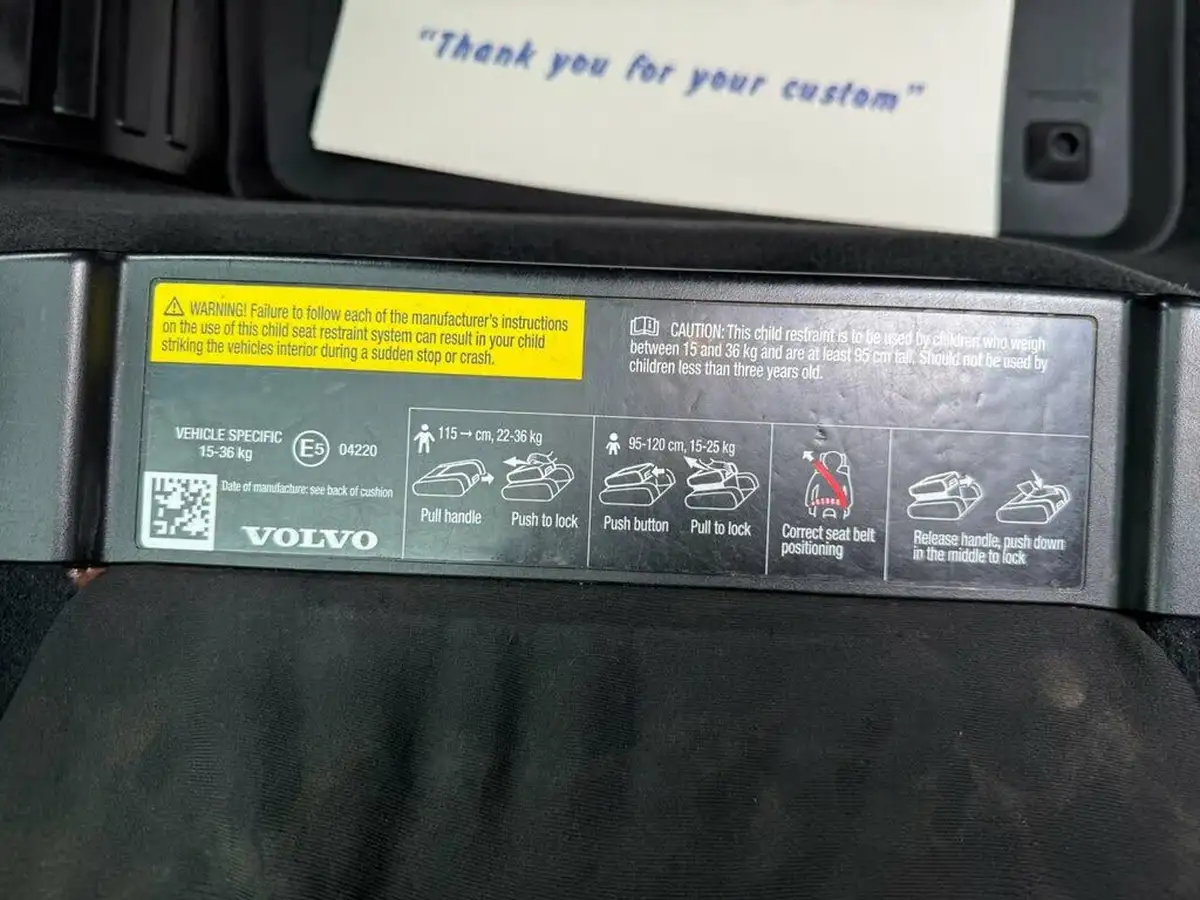 "Thank you for your custom"
WARNING! Failure to follow each of the manufacturer's instructions
on the use of this child seat restraint system can result in your child
striking the vehicles interior during a sudden stop or crash.
CAUTION: This child restraint is to be used by children who weigh
between 15 and 36 kg and are at least 95 cm tall. Should not be used by
children less than three years old.
VEHICLE SPECIFIC
15-36 kg
E5
04220
Date of manufacture: see back of cushion
VOLVO
115→ cm, 22-36 kg
Pull handle
Push to lock
95-120 cm, 15-25 kg
Push button
Pull to lock
Correct seat belt
positioning
Release handle, push down
in the middle to lock